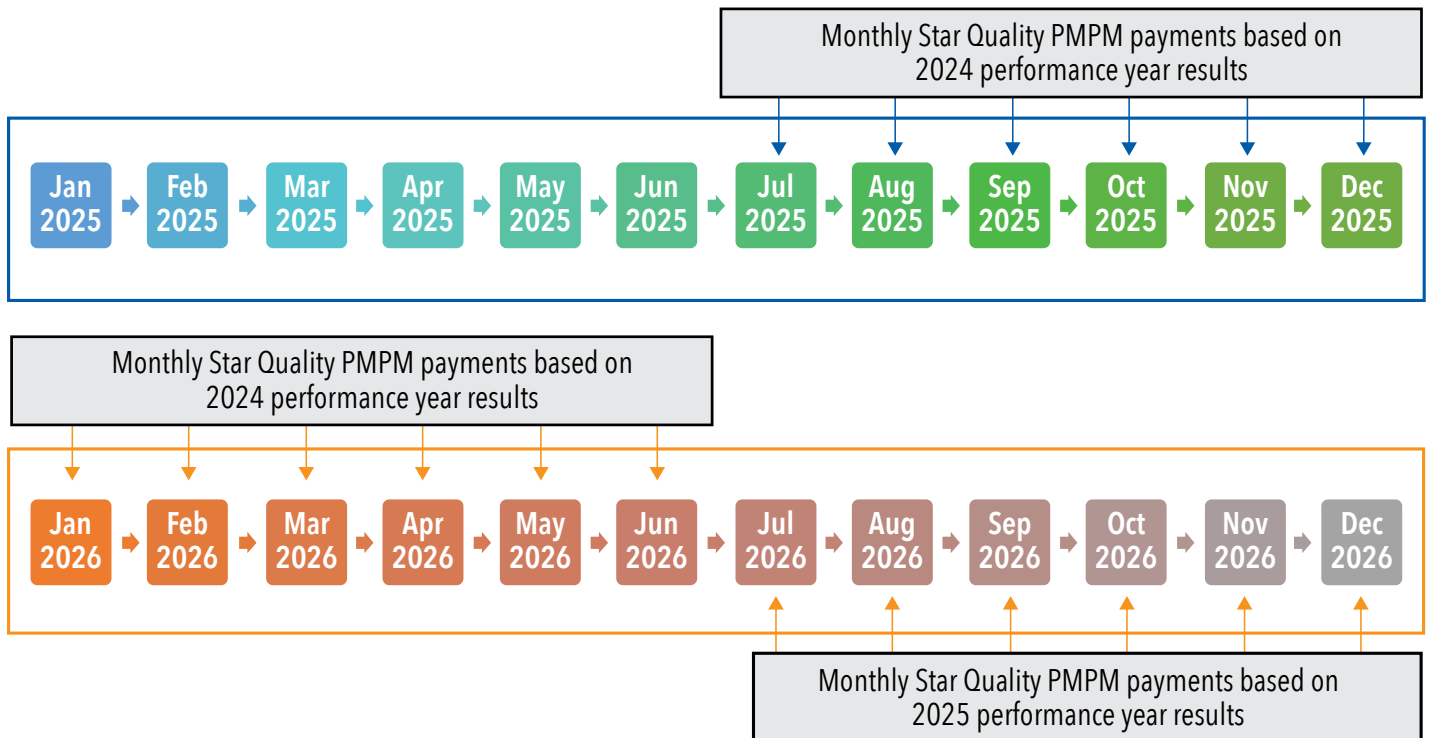 Monthly Star Quality PMPM payments based on
2024 performance year results
Jan
2025
Feb
2025
Mar
2025
Apr
2025
May
2025
Jun
2025
Jul
2025
Aug
2025
Sep
2025
Oct
2025
Nov
2025
Dec
2025
Monthly Star Quality PMPM payments based on
2024 performance year results
Jan
2026
Feb
2026
Mar
2026
Apr
2026
May
2026
Jun
2026
Jul
2026
Aug
2026
Sep
2026
Oct
2026
Nov
2026
Dec
2026
Monthly Star Quality PMPM payments based on
2025 performance year results